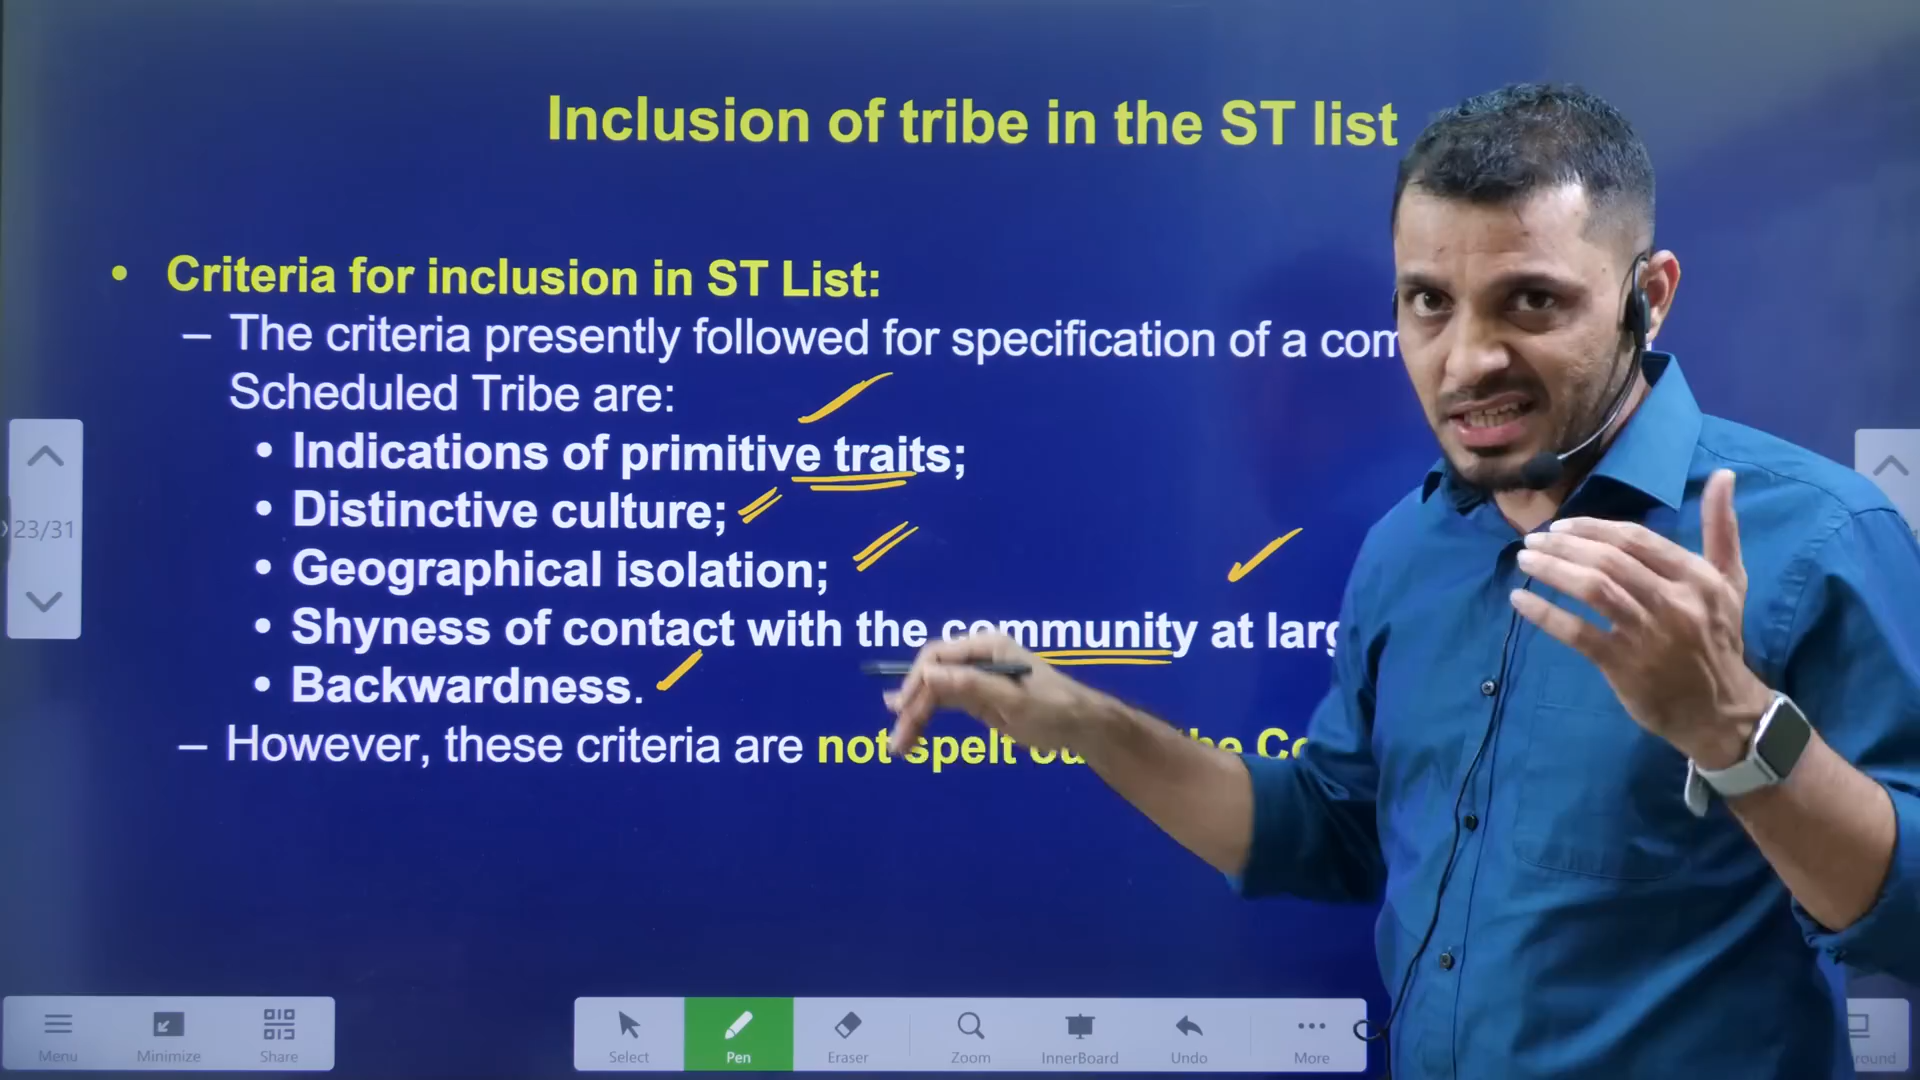 Inclusion of tribe in the ST list
• Criteria for inclusion in ST List:
– The criteria presently followed for specification of a
Scheduled Tribe are:
• Indications of primitive traits;
• Distinctive culture;
• Geographical isolation;
• Shyness of contact with the community at
• Backwardness.
– However, these criteria are not spelt
23/31
Menu Minimize Share Select Pen Eraser Zoom InnerBoard Undo More